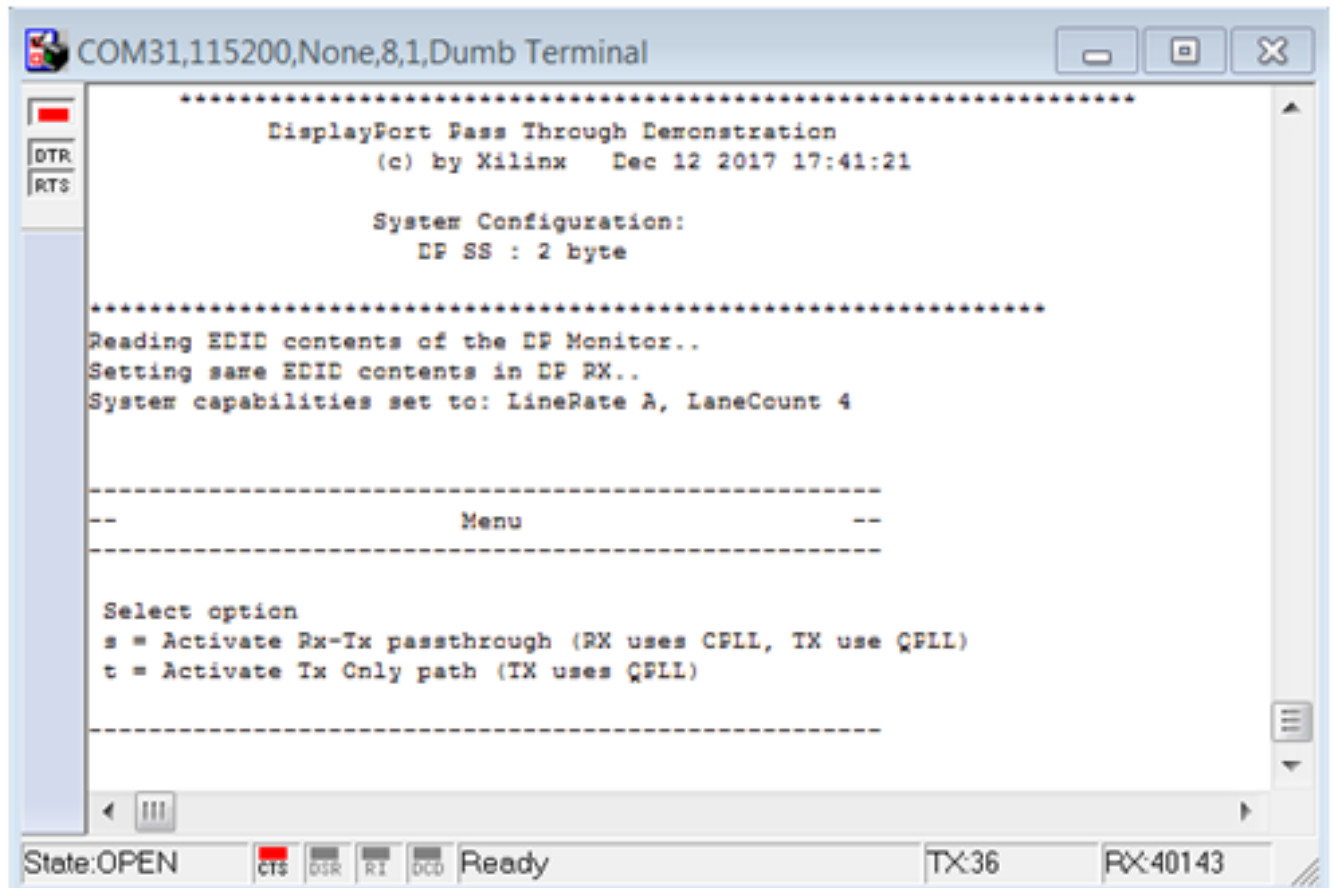 COM31,115200,None,8,1,Dumb Terminal
DTR
RTS
*****************************************************************
DisplayPort Pass Through Demonstration
(c) by Xilinx   Dec 12 2017 17:41:21
System Configuration:
DP SS : 2 byte
*****************************************************************
Reading EDID contents of the DP Monitor..
Setting same EDID contents in DP RX..
System capabilities set to: LineRate A, LaneCount 4
------------------------------------------------------
--                       Menu                       --
------------------------------------------------------
Select option
s = Activate Rx-Tx passthrough (RX uses CPLL, TX use QPLL)
t = Activate Tx Only path (TX uses QPLL)
------------------------------------------------------
State:OPEN CTS DSR RI DCD Ready TX:36 RX:40143